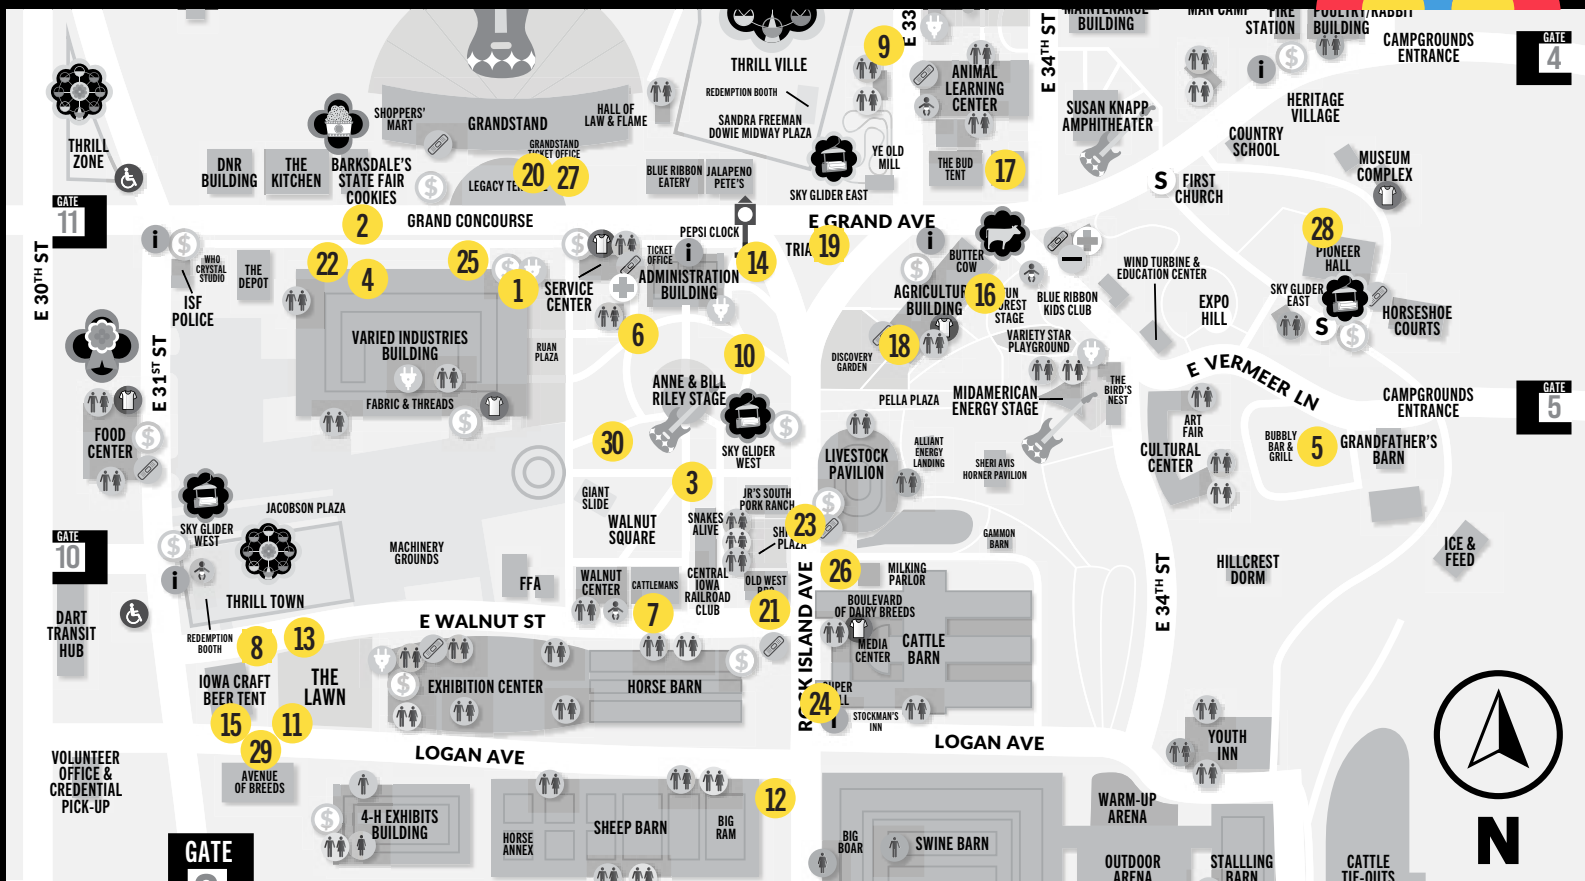 MAINTENANCE
BUILDING
MAN CAMP
FIRE
STATION
POULTRY/RABBIT
BUILDING
CAMPGROUNDS
ENTRANCE
GATE
4
E 33
E 34TH ST
9
THRILL VILLE
REDEMPTION BOOTH
SANDRA FREEMAN
DOWIE MIDWAY PLAZA
ANIMAL
LEARNING
CENTER
SUSAN KNAPP
AMPHITHEATER
HERITAGE
VILLAGE
COUNTRY
SCHOOL
MUSEUM
COMPLEX
THRILL
ZONE
SHOPPERS'
MART
GRANDSTAND
HALL OF
LAW & FLAME
GRANDSTAND
TICKET OFFICE
DNR
BUILDING
THE
KITCHEN
BARKSDALE'S
STATE FAIR
COOKIES
LEGACY
20
27
BLUE RIBBON
EATERY
JALAPENO
PETE'S
YE OLD
MILL
SKY GLIDER EAST
THE BUD
TENT
17
S
FIRST
CHURCH
GATE
11
2
GRAND CONCOURSE
PEPSI CLOCK
E GRAND AVE
28
PIONEER
HALL
E 30TH ST
i
$
WHO
CRYSTAL
STUDIO
THE
DEPOT
ISF
POLICE
22
4
25
1
SERVICE
CENTER
TICKET
OFFICE
ADMINISTRATION
BUILDING
14
19
BUTTER
COW
AGRICULTURE
BUILDING
16
BLUE RIBBON
KIDS CLUB
STAGE
WIND TURBINE &
EDUCATION CENTER
EXPO
HILL
SKY GLIDER
EAST
S
HORSESHOE
COURTS
E 31ST ST
VARIED INDUSTRIES
BUILDING
RUAN
PLAZA
6
10
18
DISCOVERY
GARDEN
VARIETY STAR
PLAYGROUND
E VERMEER LN
FABRIC & THREADS
ANNE & BILL
RILEY STAGE
PELLA PLAZA
MIDAMERICAN
ENERGY STAGE
THE
BIRD'S
NEST
CAMPGROUNDS
ENTRANCE
GATE
5
FOOD
CENTER
30
SKY GLIDER
WEST
LIVESTOCK
PAVILION
ALLIANT
ENERGY
LANDING
SHERI AVIS
HORNER PAVILION
ART
FAIR
CULTURAL
CENTER
BUBBLY
BAR &
GRILL
5
GRANDFATHER'S
BARN
SKY GLIDER
WEST
JACOBSON PLAZA
GIANT
SLIDE
WALNUT
SQUARE
3
SNAKES
ALIVE
JR'S SOUTH
PORK RANCH
23
PLAZA
GAMMON
BARN
GATE
10
MACHINERY
GROUNDS
FFA
WALNUT
CENTER
CATTLEMANS
CENTRAL
IOWA
RAILROAD
CLUB
OLD WEST
26
MILKING
PARLOR
HILLCREST
DORM
ICE &
FEED
E 34TH ST
DART
TRANSIT
HUB
THRILL TOWN
REDEMPTION
BOOTH
8
13
E WALNUT ST
7
21
ROCK ISLAND AVE
BOULEVARD
OF DAIRY BREEDS
MEDIA
CENTER
CATTLE
BARN
IOWA CRAFT
BEER TENT
THE
LAWN
EXHIBITION CENTER
HORSE BARN
24
STOCKMAN'S
INN
15
11
29
LOGAN AVE
LOGAN AVE
YOUTH
INN
VOLUNTEER
OFFICE &
CREDENTIAL
PICK-UP
AVENUE
OF BREEDS
4-H EXHIBITS
BUILDING
HORSE
ANNEX
SHEEP BARN
BIG
RAM
12
BIG
BOAR
SWINE BARN
WARM-UP
ARENA
OUTDOOR
ARENA
STALLLING
BARN
CATTLE
TIE-OUTS
GATE
N